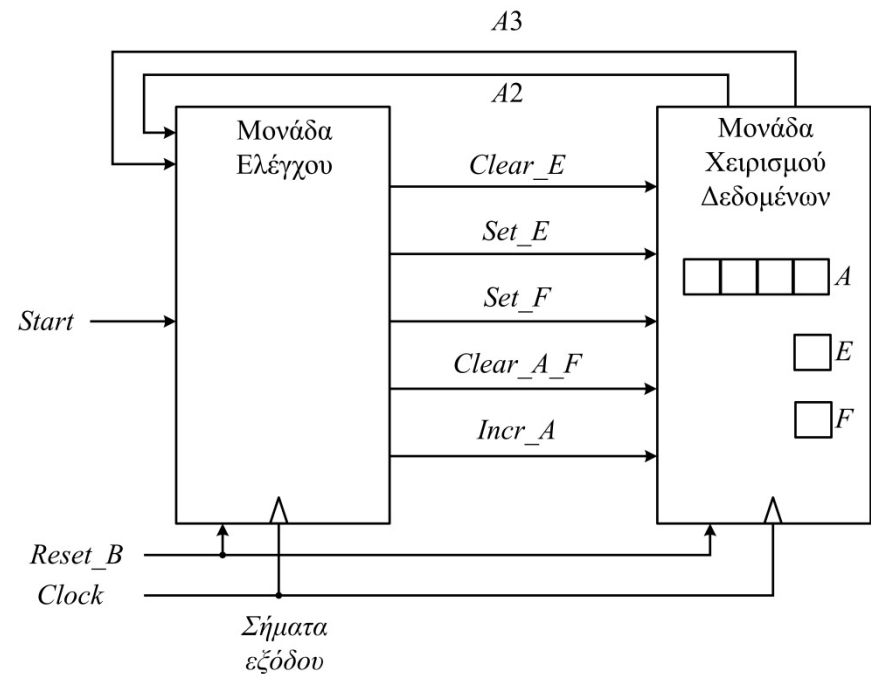 A3
A2
Μονάδα
Ελέγχου
Μονάδα
Χειρισμού
Δεδομένων
Clear_E
Set_E
A
Start
Set_F
E
Clear_A_F
F
Incr_A
Reset_B
Clock
Σήματα
εξόδου